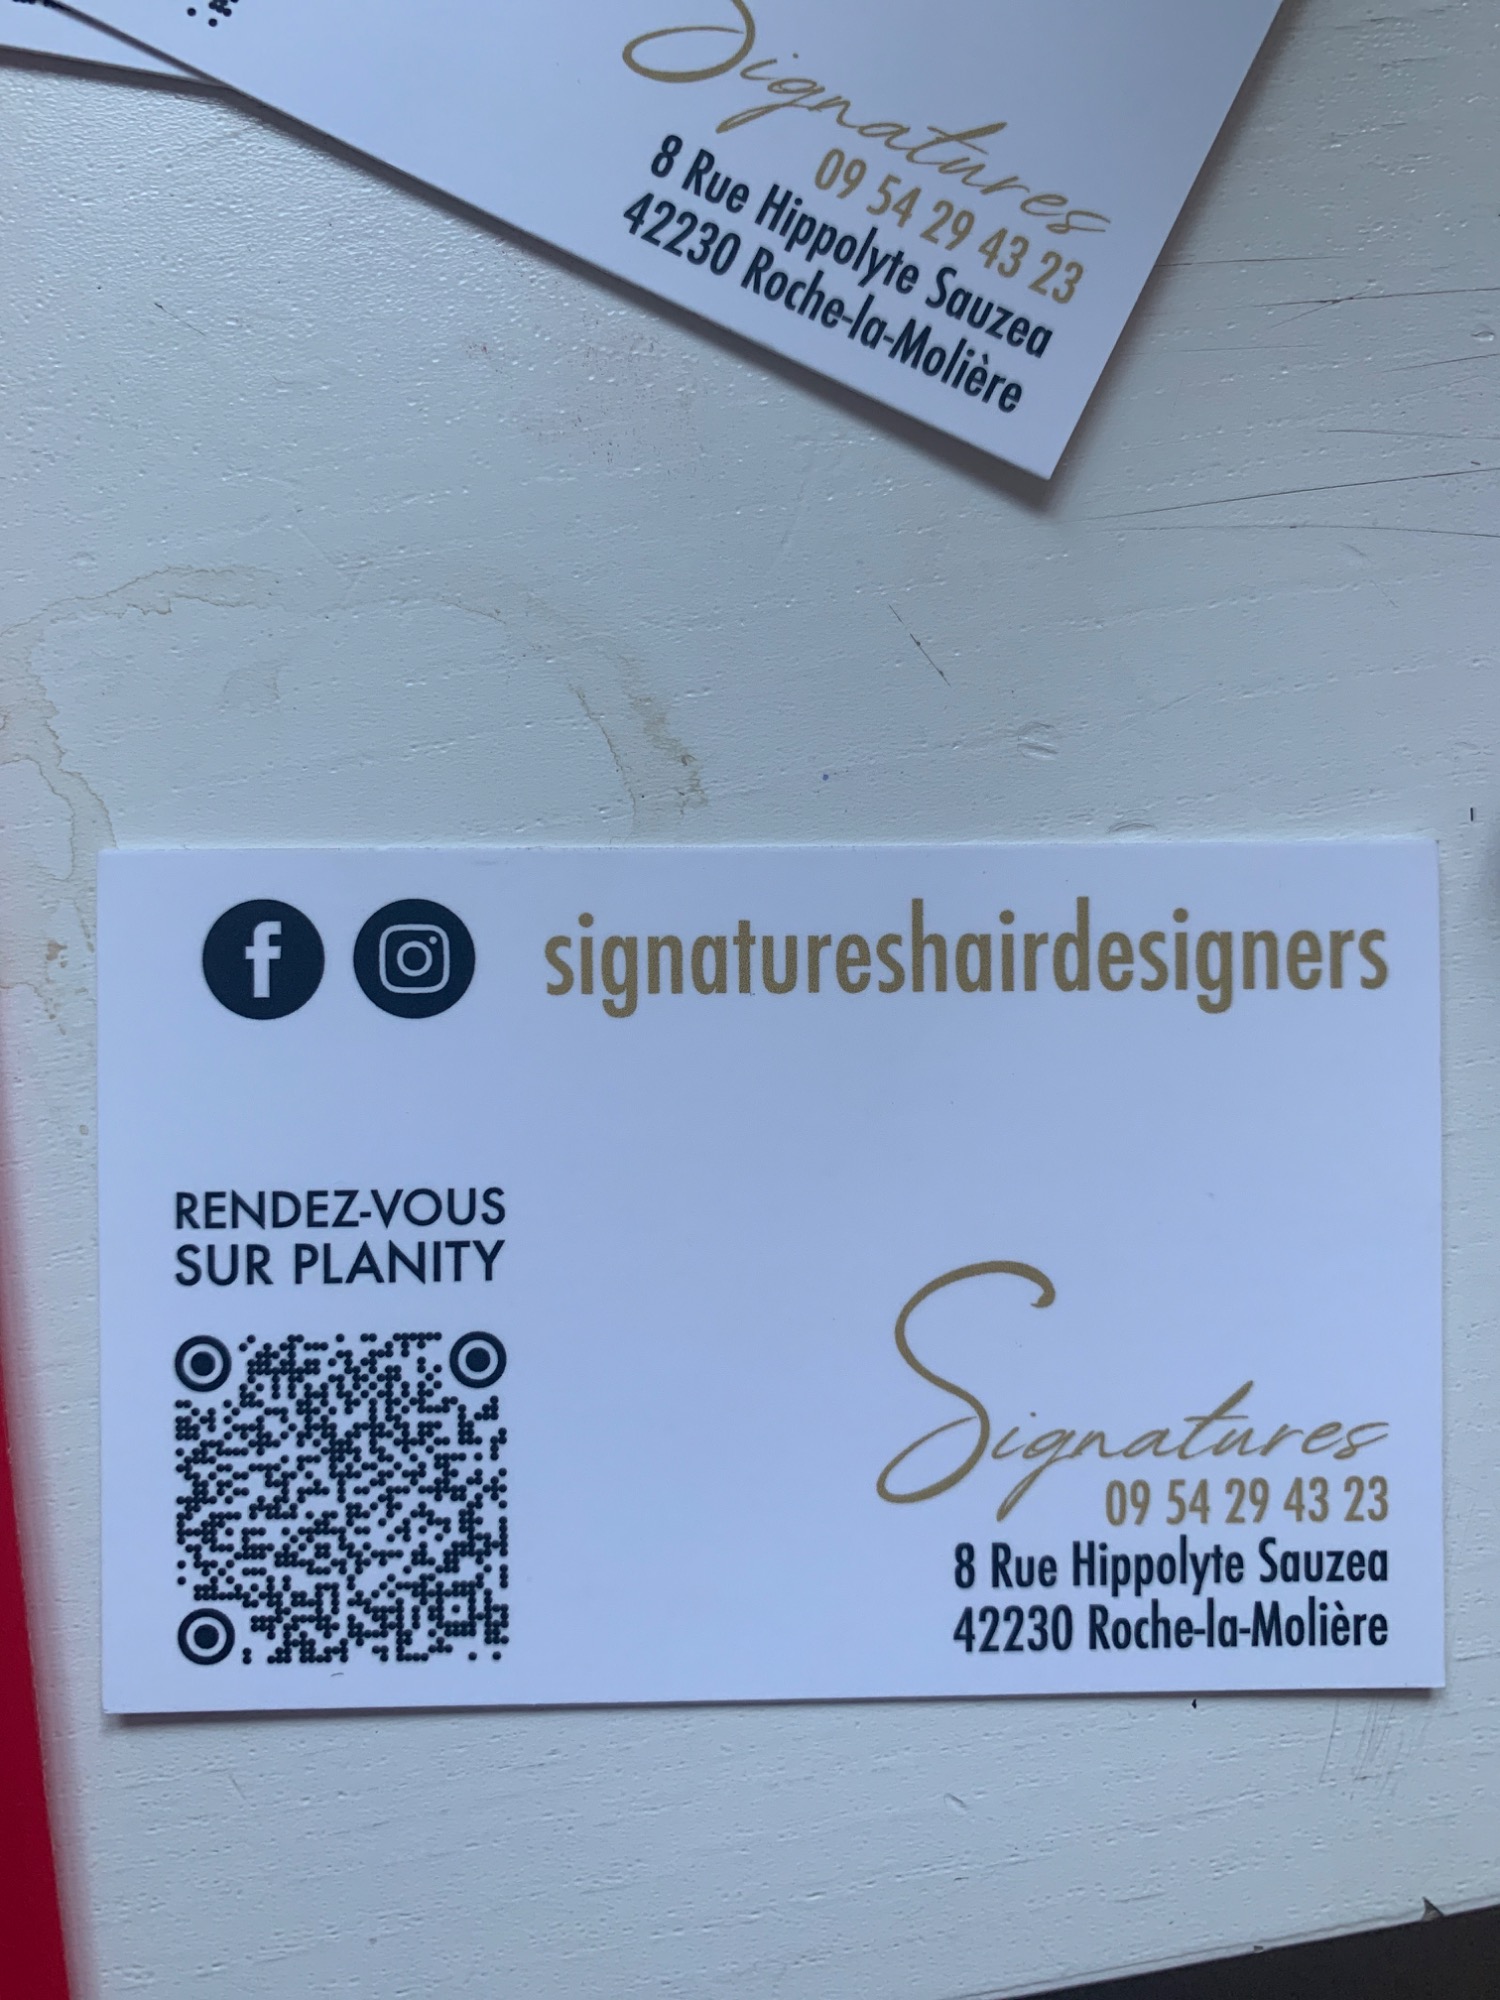 Signatures
09 54 29 43 23
8 Rue Hippolyte Sauzea
42230 Roche-la-Molière
signatureshairdesigners
RENDEZ-VOUS
SUR PLANITY
Signatures
09 54 29 43 23
8 Rue Hippolyte Sauzea
42230 Roche-la-Molière